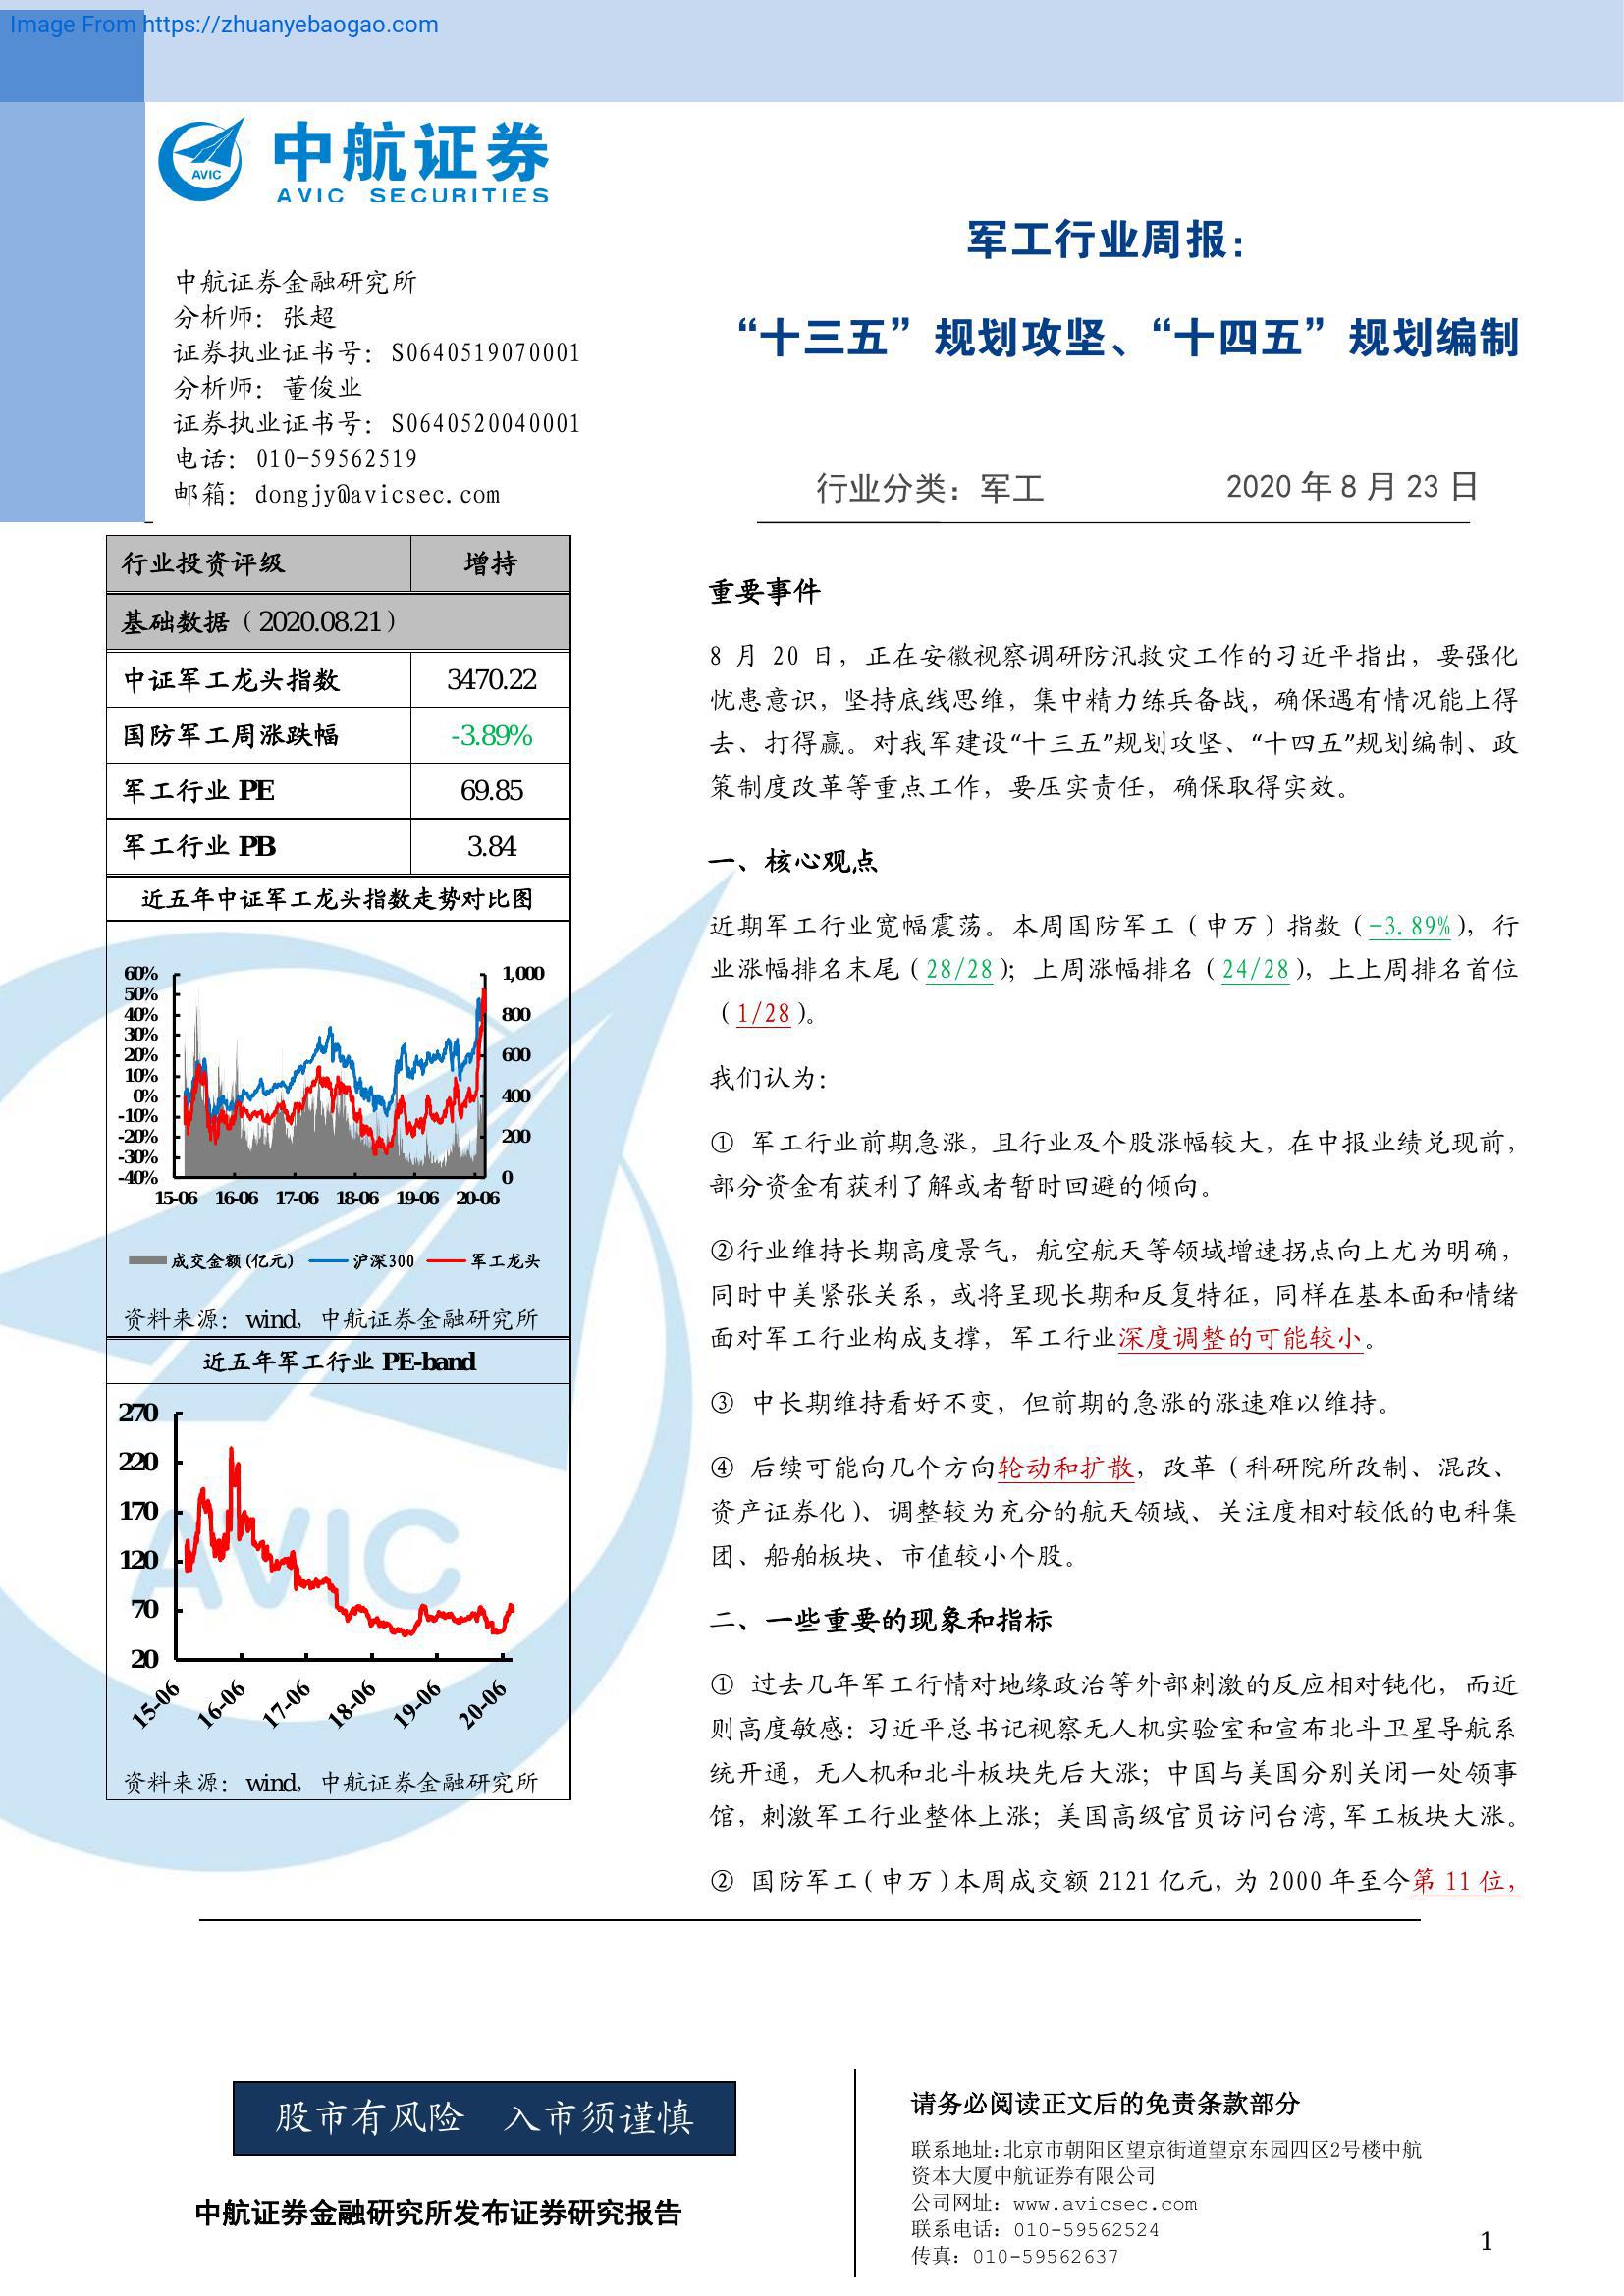 Image From https://zhuanyebaogao.com
AVIC
中航证券
AVIC SECURITIES
中航证券金融研究所
分析师：张超
证券执业证书号：S0640519070001
分析师：董俊业
证券执业证书号：S0640520040001
电话：010-59562519
邮箱：dongjy@avicsec.com
军工行业周报：
“十三五”规划攻坚、“十四五”规划编制
行业分类：军工 2020 年 8 月 23 日
行业投资评级 增持
基础数据（2020.08.21）
中证军工龙头指数 3470.22
国防军工周涨跌幅 -3.89%
军工行业 PE 69.85
军工行业 PB 3.84
近五年中证军工龙头指数走势对比图
60% 1,000
50%
40% 800
30%
20% 600
10%
0% 400
-10%
-20% 200
-30%
-40% 0
15-06 16-06 17-06 18-06 19-06 20-06
成交金额(亿元) 沪深300 军工龙头
资料来源：wind，中航证券金融研究所
近五年军工行业 PE-band
270
220
170
120
70
20
15-06 16-06 17-06 18-06 19-06 20-06
资料来源：wind，中航证券金融研究所
AVIC
重要事件
8 月 20 日，正在安徽视察调研防汛救灾工作的习近平指出，要强化
忧患意识，坚持底线思维，集中精力练兵备战，确保遇有情况能上得
去、打得赢。对我军建设“十三五”规划攻坚、“十四五”规划编制、政
策制度改革等重点工作，要压实责任，确保取得实效。
一、核心观点
近期军工行业宽幅震荡。本周国防军工（申万）指数（-3.89%），行
业涨幅排名末尾（28/28）；上周涨幅排名（24/28），上上周排名首位
（1/28）。
我们认为：
① 军工行业前期急涨，且行业及个股涨幅较大，在中报业绩兑现前，
部分资金有获利了解或者暂时回避的倾向。
②行业维持长期高度景气，航空航天等领域增速拐点向上尤为明确，
同时中美紧张关系，或将呈现长期和反复特征，同样在基本面和情绪
面对军工行业构成支撑，军工行业深度调整的可能较小。
③ 中长期维持看好不变，但前期的急涨的涨速难以维持。
④ 后续可能向几个方向轮动和扩散，改革（科研院所改制、混改、
资产证券化）、调整较为充分的航天领域、关注度相对较低的电科集
团、船舶板块、市值较小个股。
二、一些重要的现象和指标
① 过去几年军工行情对地缘政治等外部刺激的反应相对钝化，而近
则高度敏感：习近平总书记视察无人机实验室和宣布北斗卫星导航系
统开通，无人机和北斗板块先后大涨；中国与美国分别关闭一处领事
馆，刺激军工行业整体上涨；美国高级官员访问台湾,军工板块大涨。
② 国防军工（申万）本周成交额 2121 亿元，为 2000 年至今第 11 位，
股市有风险 入市须谨慎
中航证券金融研究所发布证券研究报告
请务必阅读正文后的免责条款部分
联系地址:北京市朝阳区望京街道望京东园四区2号楼中航
资本大厦中航证券有限公司
公司网址：www.avicsec.com
联系电话：010-59562524
传真：010-59562637
1